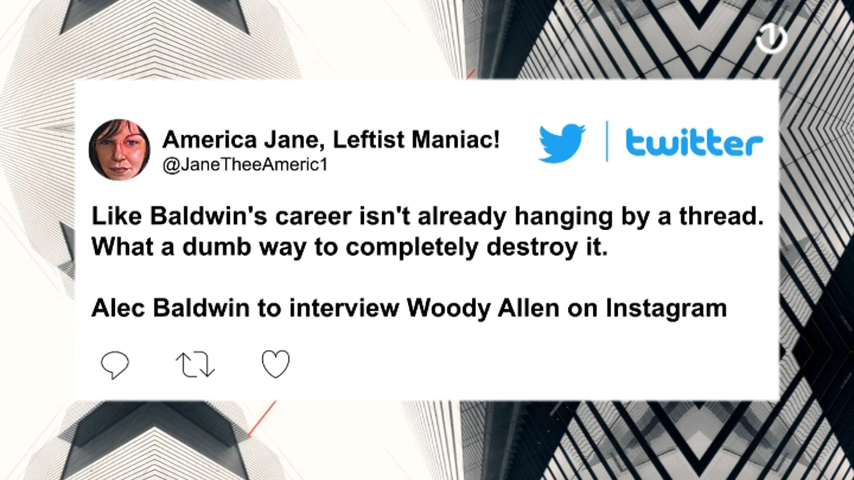 America Jane, Leftist Maniac!
@JaneTheeAmeric1
twitter
Like Baldwin's career isn't already hanging by a thread.
What a dumb way to completely destroy it.
Alec Baldwin to interview Woody Allen on Instagram